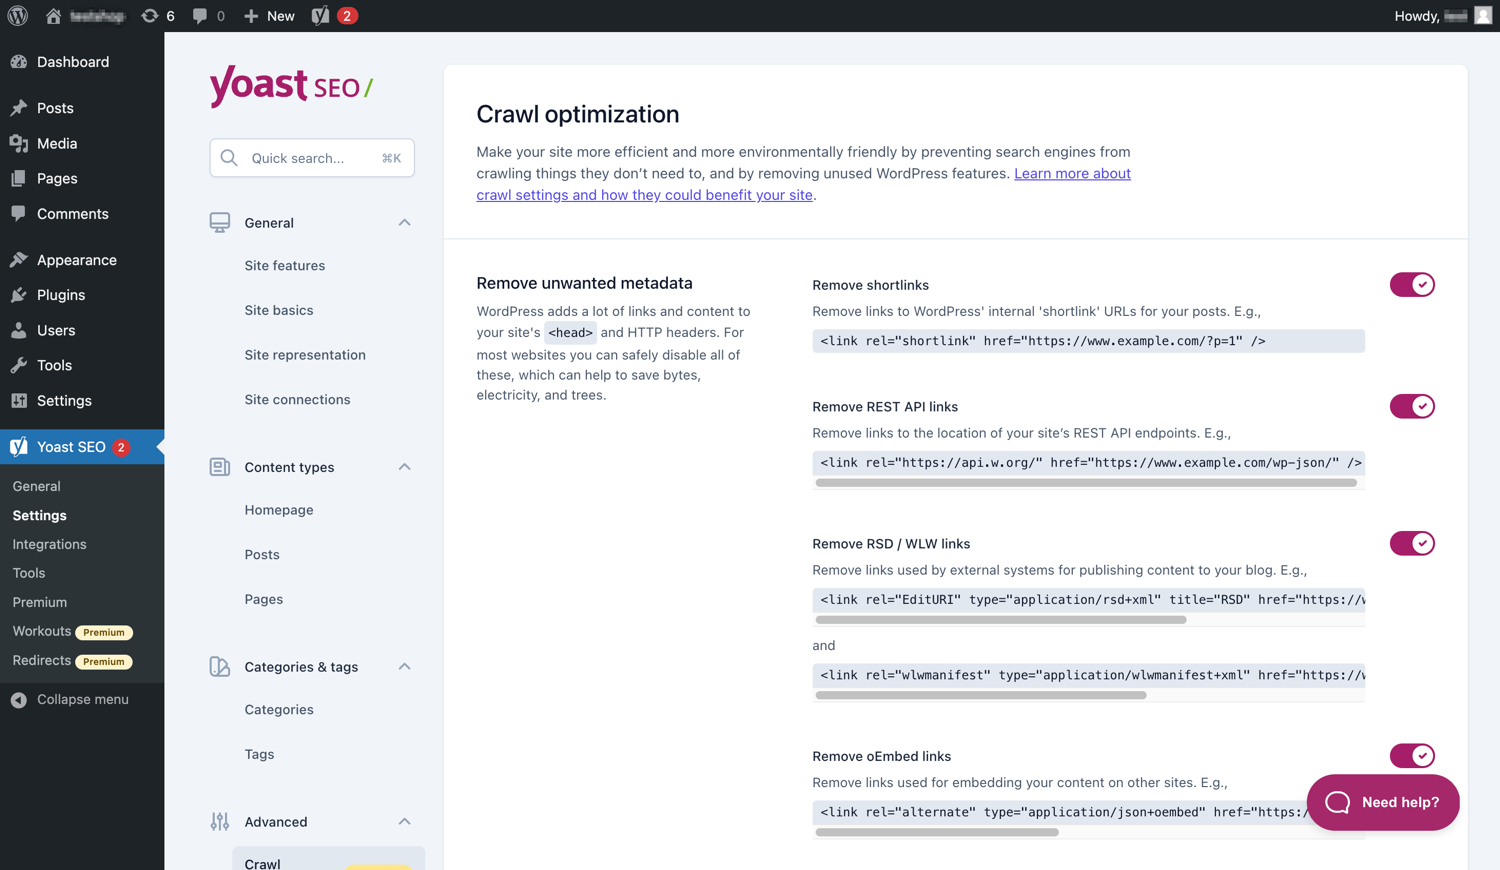 6 0 New 2 Howdy,
Dashboard
Posts
Media
Pages
Comments
Appearance
Plugins
Users
Tools
Settings
Yoast SEO 2
General
Settings
Integrations
Tools
Premium
Workouts Premium
Redirects Premium
Collapse menu
yoast SEO/
Quick search... ⌘K
General
Site features
Site basics
Site representation
Site connections
Content types
Homepage
Posts
Pages
Categories & tags
Categories
Tags
Advanced
Crawl
Crawl optimization
Make your site more efficient and more environmentally friendly by preventing search engines from
crawling things they don’t need to, and by removing unused WordPress features. Learn more about
crawl settings and how they could benefit your site.
Remove unwanted metadata
WordPress adds a lot of links and content to
your site's <head> and HTTP headers. For
most websites you can safely disable all of
these, which can help to save bytes,
electricity, and trees.
Remove shortlinks
Remove links to WordPress' internal 'shortlink' URLs for your posts. E.g.,
<link rel="shortlink" href="https://www.example.com/?p=1" />
Remove REST API links
Remove links to the location of your site’s REST API endpoints. E.g.,
<link rel="https://api.w.org/" href="https://www.example.com/wp-json/" />
Remove RSD / WLW links
Remove links used by external systems for publishing content to your blog. E.g.,
<link rel="EditURI" type="application/rsd+xml" title="RSD" href="https://w
and
<link rel="wlwmanifest" type="application/wlwmanifest+xml" href="https://w
Remove oEmbed links
Remove links used for embedding your content on other sites. E.g.,
<link rel="alternate" type="application/json+oembed" href="https:/
Need help?